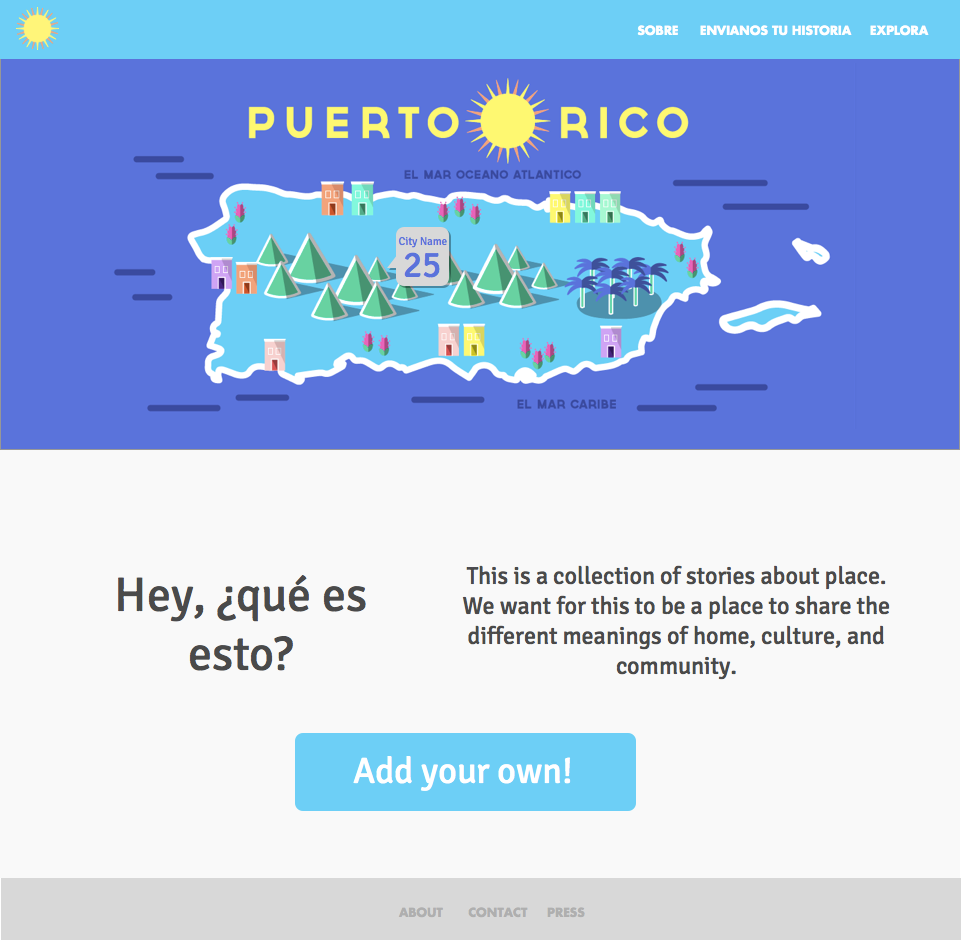 SOBRE ENVIANOS TU HISTORIA EXPLORA
PUERTO RICO
EL MAR OCEANO ATLANTICO
City Name
25
EL MAR CARIBE
Hey, ¿qué es
esto?
This is a collection of stories about place.
We want for this to be a place to share the
different meanings of home, culture, and
community.
Add your own!
ABOUT CONTACT PRESS